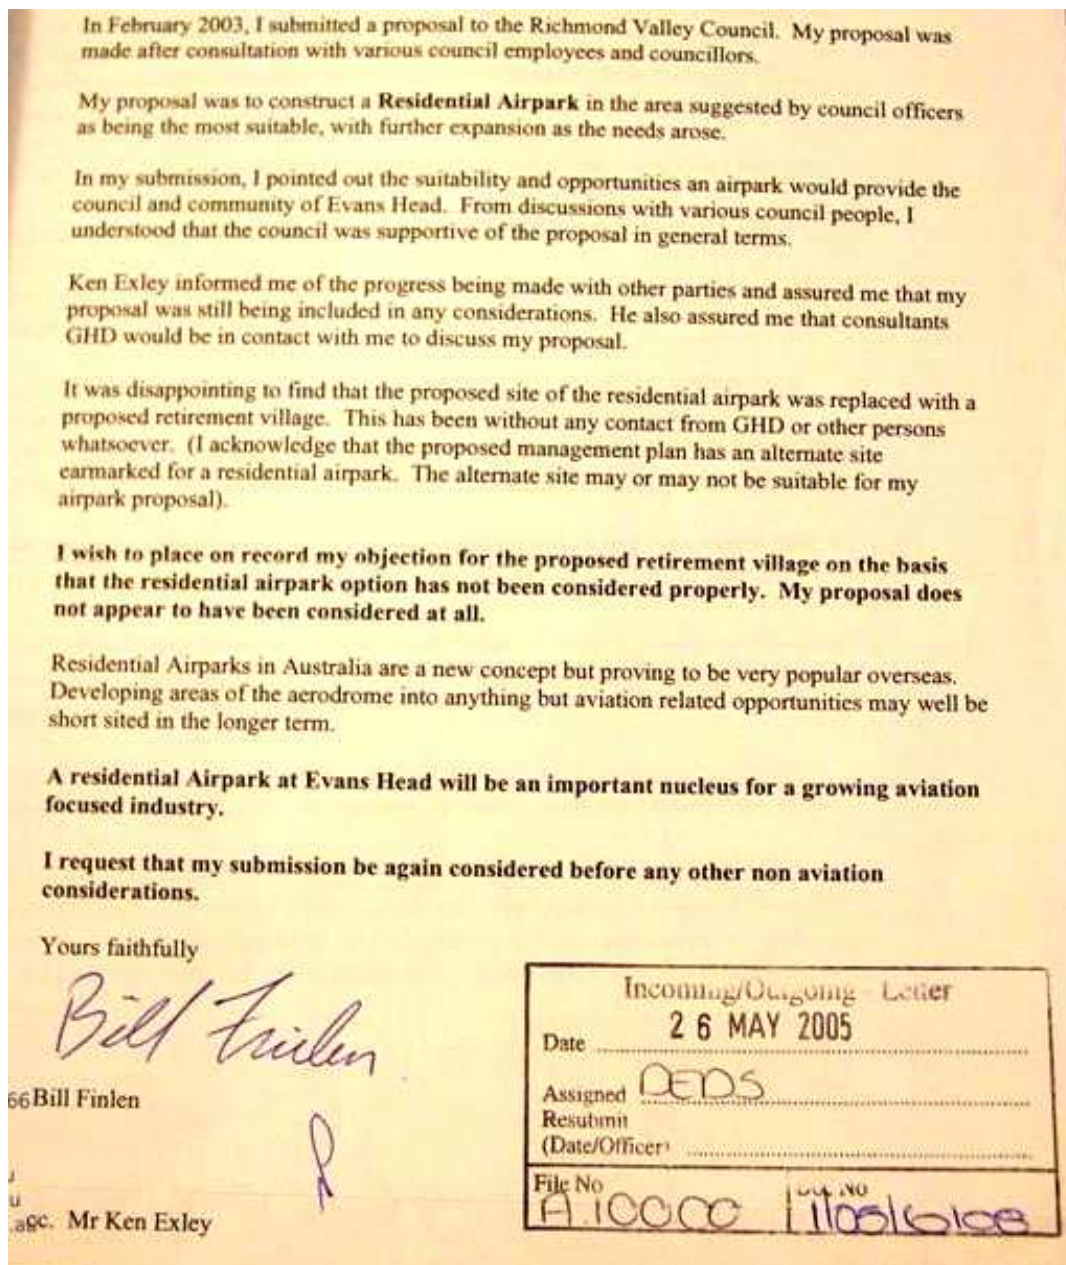 In February 2003, I submitted a proposal to the Richmond Valley Council. My proposal was
made after consultation with various council employees and councillors.
My proposal was to construct a Residential Airpark in the area suggested by council officers
as being the most suitable, with further expansion as the needs arose.
In my submission, I pointed out the suitability and opportunities an airpark would provide the
council and community of Evans Head. From discussions with various council people, I
understood that the council was supportive of the proposal in general terms.
Ken Exley informed me of the progress being made with other parties and assured me that my
proposal was still being included in any considerations. He also assured me that consultants
GHD would be in contact with me to discuss my proposal.
It was disappointing to find that the proposed site of the residential airpark was replaced with a
proposed retirement village. This has been without any contact from GHD or other persons
whatsoever. (I acknowledge that the proposed management plan has an alternate site
earmarked for a residential airpark. The alternate site may or may not be suitable for my
airpark proposal).
I wish to place on record my objection for the proposed retirement village on the basis
that the residential airpark option has not been considered properly. My proposal does
not appear to have been considered at all.
Residential Airparks in Australia are a new concept but proving to be very popular overseas.
Developing areas of the aerodrome into anything but aviation related opportunities may well be
short sited in the longer term.
A residential Airpark at Evans Head will be an important nucleus for a growing aviation
focused industry.
I request that my submission be again considered before any other non aviation
considerations.
Yours faithfully
Bill Finlen
66 Bill Finlen
cc. Mr Ken Exley
Incoming/Outgoing - Letter
Date 26 MAY 2005
Assigned DEDS
Resubmit
(Date/Officer)
File No
A.10000